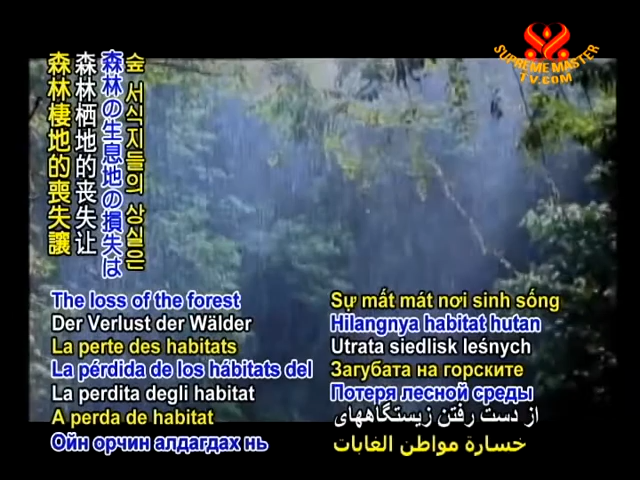 SUPREME MASTER
TV.COM
森林棲地的喪失讓
森林栖地的丧失让
森林の生息地の損失は
숲 서식지들의 상실은
The loss of the forest
Der Verlust der Wälder
La perte des habitats
La pérdida de los hábitats del
La perdita degli habitat
A perda de habitat
Ойн орчин алдагдах нь
Sự mất mát nơi sinh sống
Hilangnya habitat hutan
Utrata siedlisk leśnych
Загубата на горските
Потеря лесной среды
از دست رفتن زیستگاههای
خسارة مواطن الغابات